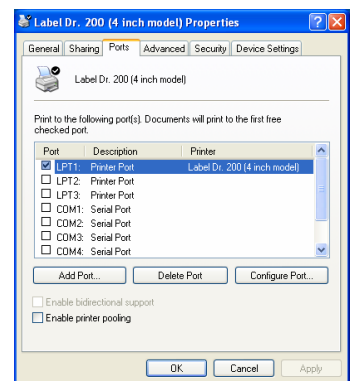 Label Dr. 200 (4 inch model) Properties
General Sharing Ports Advanced Security Device Settings
Label Dr. 200 (4 inch model)
Print to the following port(s). Documents will print to the first free
checked port.
Port Description Printer
LPT1: Printer Port Label Dr. 200 (4 inch model)
LPT2: Printer Port
LPT3: Printer Port
COM1: Serial Port
COM2: Serial Port
COM3: Serial Port
COM4: Serial Port
Add Port... Delete Port Configure Port...
Enable bidirectional support
Enable printer pooling
OK Cancel Apply